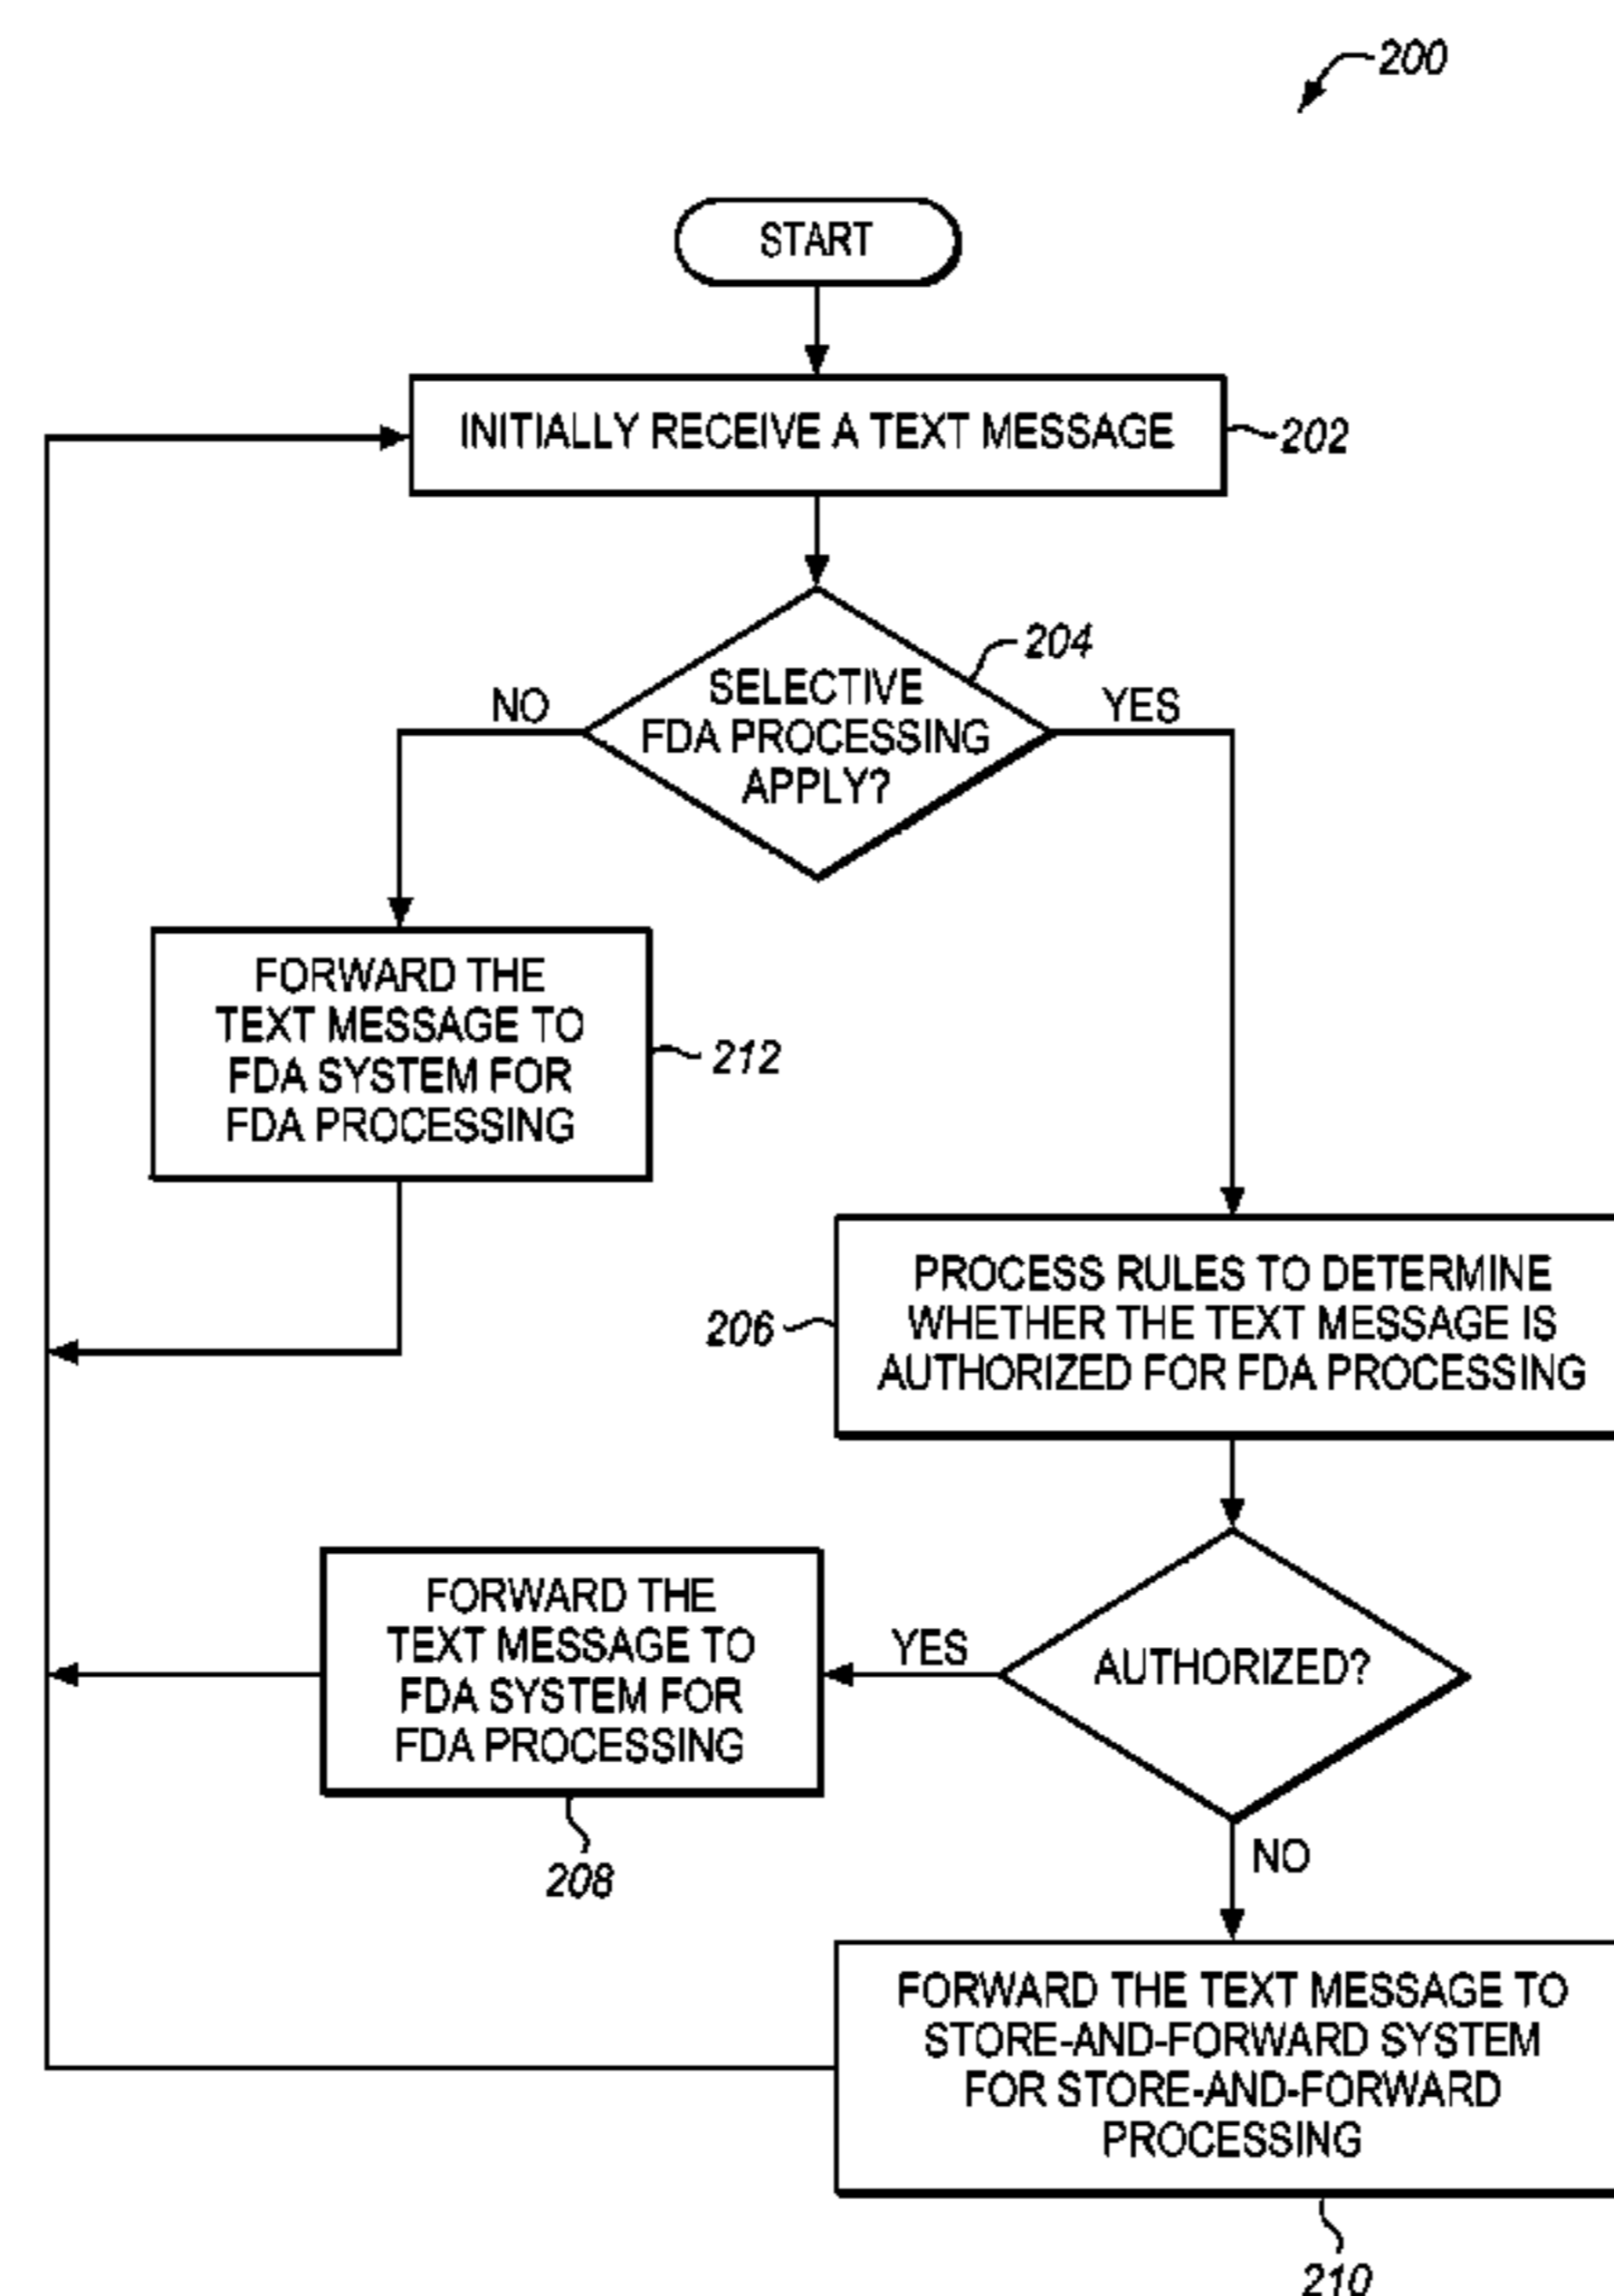 200
START
INITIALLY RECEIVE A TEXT MESSAGE
202
204
SELECTIVE
FDA PROCESSING
APPLY?
NO
YES
FORWARD THE
TEXT MESSAGE TO
FDA SYSTEM FOR
FDA PROCESSING
212
PROCESS RULES TO DETERMINE
WHETHER THE TEXT MESSAGE IS
AUTHORIZED FOR FDA PROCESSING
206
FORWARD THE
TEXT MESSAGE TO
FDA SYSTEM FOR
FDA PROCESSING
208
YES
AUTHORIZED?
NO
FORWARD THE TEXT MESSAGE TO
STORE-AND-FORWARD SYSTEM
FOR STORE-AND-FORWARD
PROCESSING
210